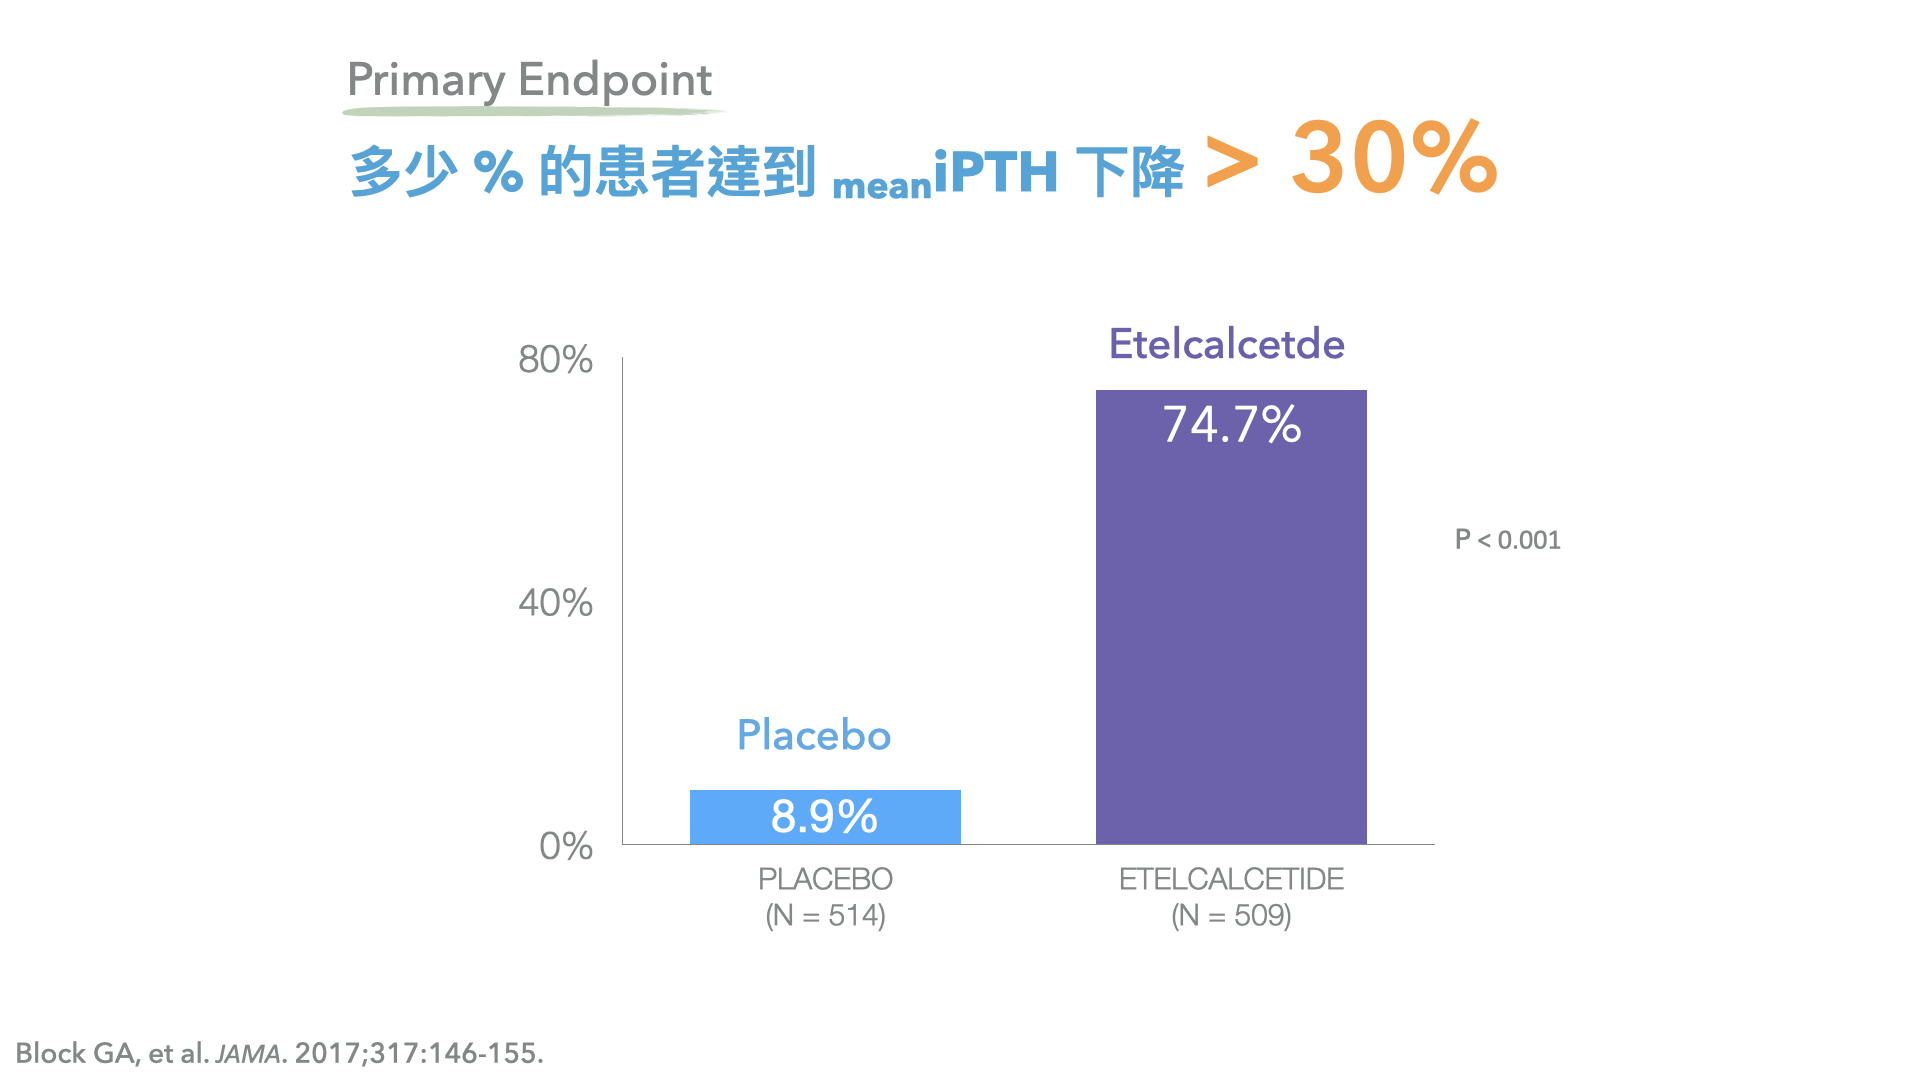 Primary Endpoint
多少 % 的患者達到 meaniPTH 下降 > 30%
Etelcalcetde
80%
74.7%
P < 0.001
40%
Placebo
8.9%
0%
PLACEBO
(N = 514)
ETELCALCETIDE
(N = 509)
Block GA, et al. JAMA. 2017;317:146-155.